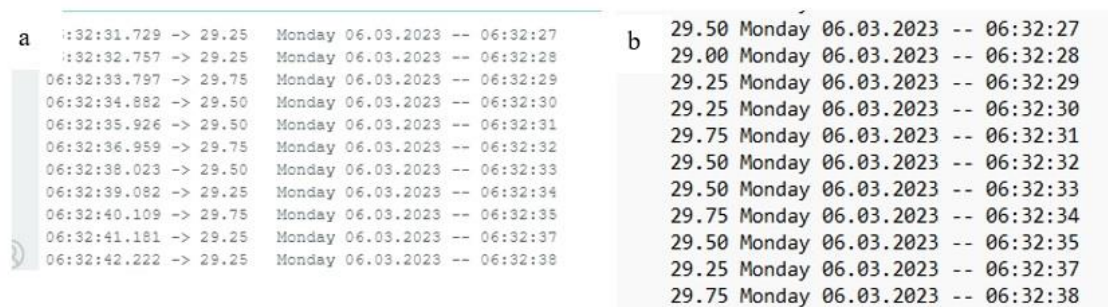 a
:32:31.729 -> 29.25 Monday 06.03.2023 -- 06:32:27
:32:32.757 -> 29.25 Monday 06.03.2023 -- 06:32:28
06:32:33.797 -> 29.75 Monday 06.03.2023 -- 06:32:29
06:32:34.882 -> 29.50 Monday 06.03.2023 -- 06:32:30
06:32:35.926 -> 29.50 Monday 06.03.2023 -- 06:32:31
06:32:36.959 -> 29.75 Monday 06.03.2023 -- 06:32:32
06:32:38.023 -> 29.50 Monday 06.03.2023 -- 06:32:33
06:32:39.082 -> 29.25 Monday 06.03.2023 -- 06:32:34
06:32:40.109 -> 29.75 Monday 06.03.2023 -- 06:32:35
06:32:41.181 -> 29.25 Monday 06.03.2023 -- 06:32:37
06:32:42.222 -> 29.25 Monday 06.03.2023 -- 06:32:38
b
29.50 Monday 06.03.2023 -- 06:32:27
29.00 Monday 06.03.2023 -- 06:32:28
29.25 Monday 06.03.2023 -- 06:32:29
29.25 Monday 06.03.2023 -- 06:32:30
29.75 Monday 06.03.2023 -- 06:32:31
29.50 Monday 06.03.2023 -- 06:32:32
29.50 Monday 06.03.2023 -- 06:32:33
29.75 Monday 06.03.2023 -- 06:32:34
29.50 Monday 06.03.2023 -- 06:32:35
29.25 Monday 06.03.2023 -- 06:32:37
29.75 Monday 06.03.2023 -- 06:32:38